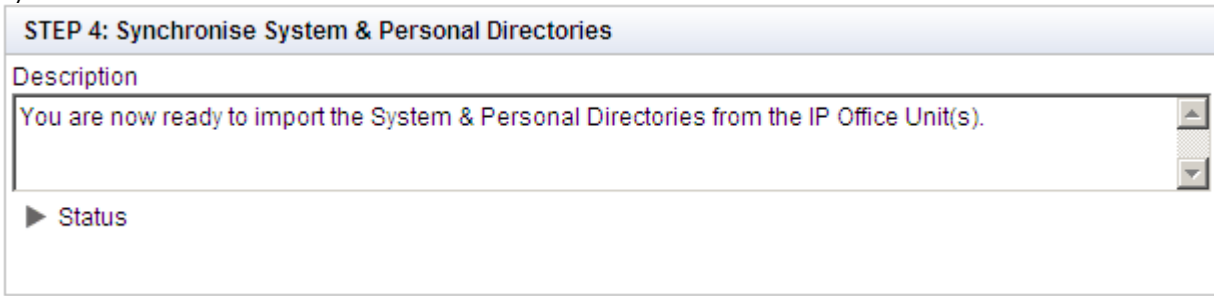 STEP 4: Synchronise System & Personal Directories
Description
You are now ready to import the System & Personal Directories from the IP Office Unit(s).
Status